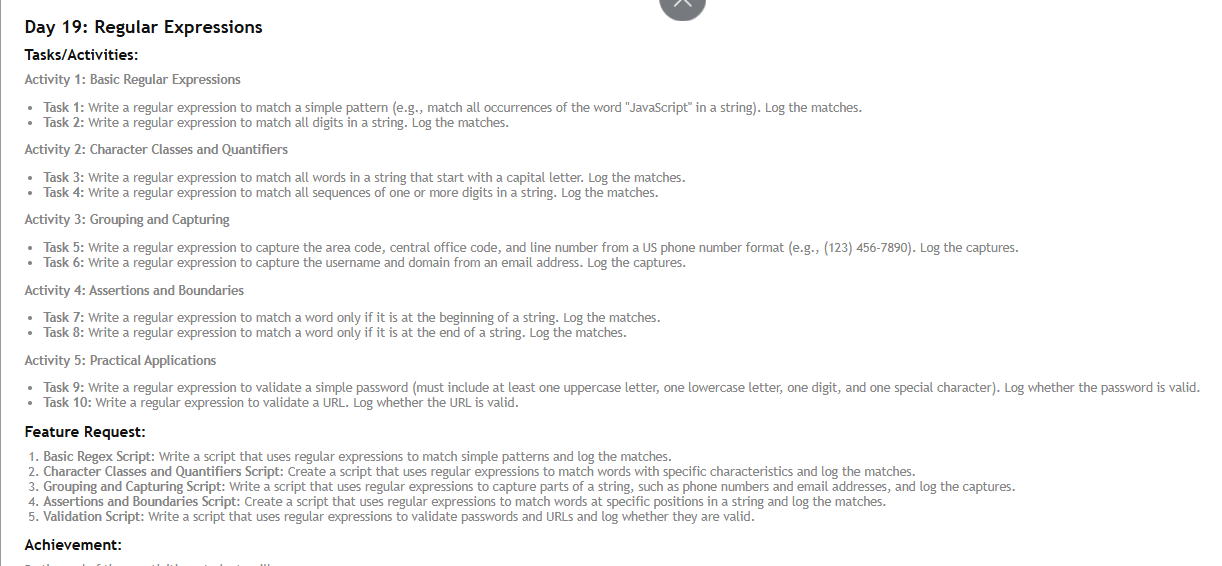 Day 19: Regular Expressions
Tasks/Activities:
Activity 1: Basic Regular Expressions
• Task 1: Write a regular expression to match a simple pattern (e.g., match all occurrences of the word "JavaScript" in a string). Log the matches.
• Task 2: Write a regular expression to match all digits in a string. Log the matches.
Activity 2: Character Classes and Quantifiers
• Task 3: Write a regular expression to match all words in a string that start with a capital letter. Log the matches.
• Task 4: Write a regular expression to match all sequences of one or more digits in a string. Log the matches.
Activity 3: Grouping and Capturing
• Task 5: Write a regular expression to capture the area code, central office code, and line number from a US phone number format (e.g., (123) 456-7890). Log the captures.
• Task 6: Write a regular expression to capture the username and domain from an email address. Log the captures.
Activity 4: Assertions and Boundaries
• Task 7: Write a regular expression to match a word only if it is at the beginning of a string. Log the matches.
• Task 8: Write a regular expression to match a word only if it is at the end of a string. Log the matches.
Activity 5: Practical Applications
• Task 9: Write a regular expression to validate a simple password (must include at least one uppercase letter, one lowercase letter, one digit, and one special character). Log whether the password is valid.
• Task 10: Write a regular expression to validate a URL. Log whether the URL is valid.
Feature Request:
1. Basic Regex Script: Write a script that uses regular expressions to match simple patterns and log the matches.
2. Character Classes and Quantifiers Script: Create a script that uses regular expressions to match words with specific characteristics and log the matches.
3. Grouping and Capturing Script: Write a script that uses regular expressions to capture parts of a string, such as phone numbers and email addresses, and log the captures.
4. Assertions and Boundaries Script: Create a script that uses regular expressions to match words at specific positions in a string and log the matches.
5. Validation Script: Write a script that uses regular expressions to validate passwords and URLs and log whether they are valid.
Achievement: